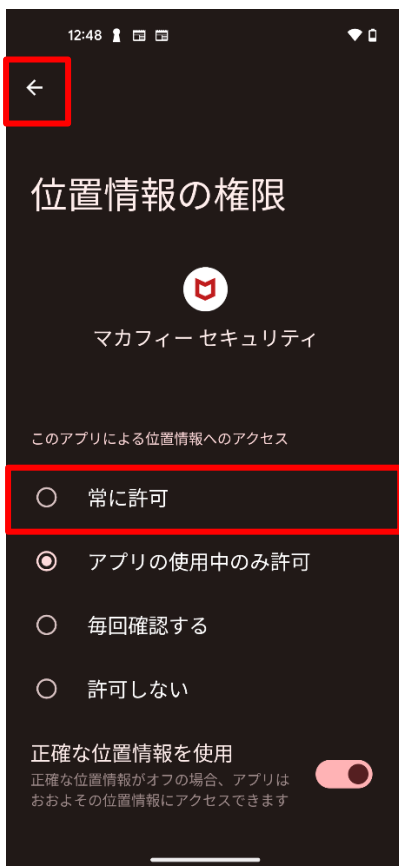 12:48
位置情報の権限
マカフィー セキュリティ
このアプリによる位置情報へのアクセス
常に許可
アプリの使用中のみ許可
毎回確認する
許可しない
正確な位置情報を使用
正確な位置情報がオフの場合、アプリは
おおよその位置情報にアクセスできます